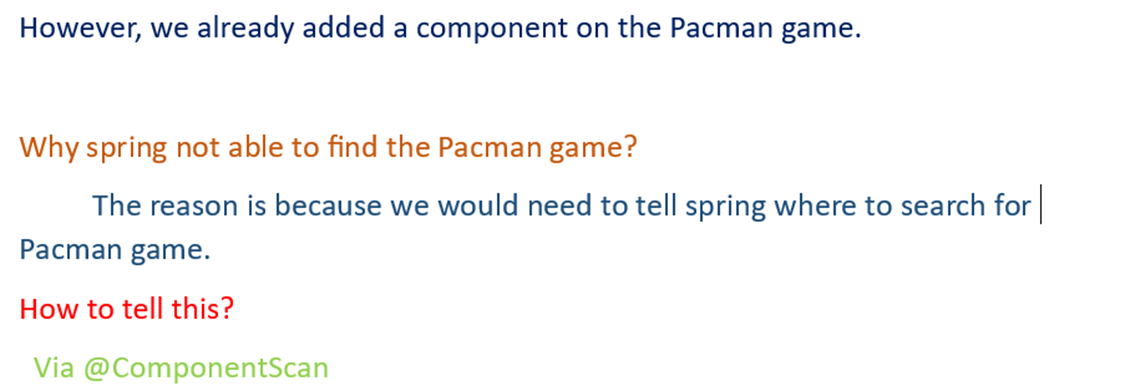 However, we already added a component on the Pacman game.
Why spring not able to find the Pacman game?
The reason is because we would need to tell spring where to search for
Pacman game.
How to tell this?
Via @ComponentScan